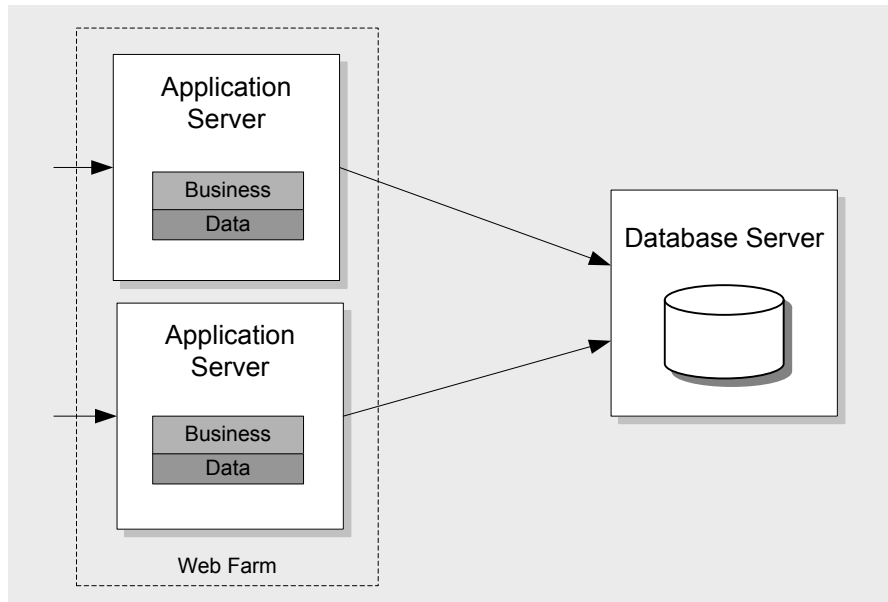 Application
Server
Business
Data
Application
Server
Business
Data
Web Farm
Database Server